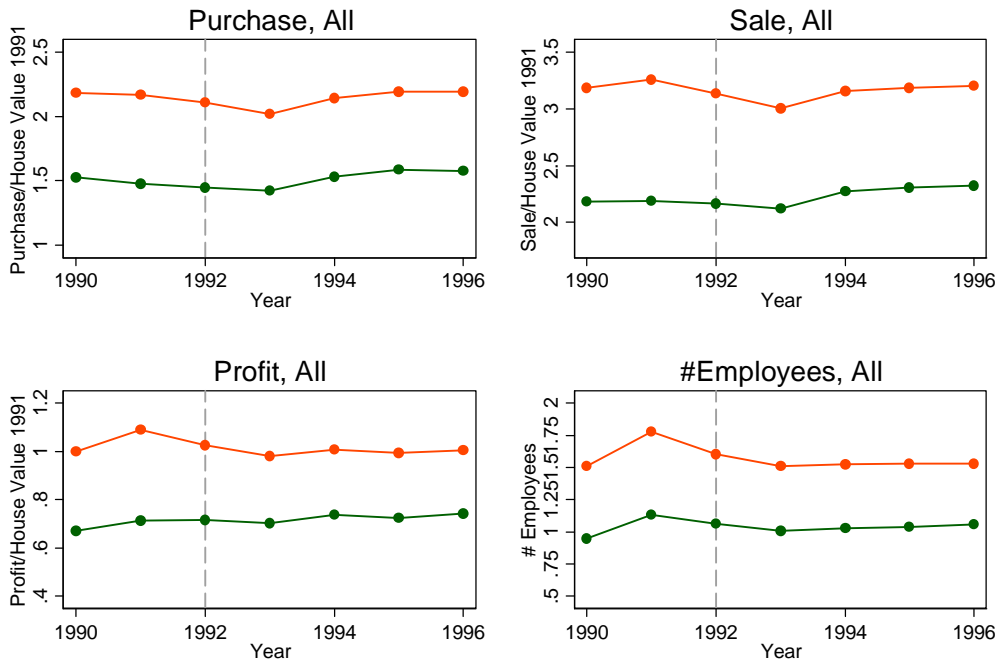 Purchase, All
Purchase/House Value 1991
2.5
2
1.5
1
1990 1992 1994 1996
Year
Sale, All
Sale/House Value 1991
3.5
3
2.5
2
1990 1992 1994 1996
Year
Profit, All
Profit/House Value 1991
1.2
1
.8
.6
.4
1990 1992 1994 1996
Year
#Employees, All
# Employees
2
1.75
1.5
1.25
1
.75
.5
1990 1992 1994 1996
Year